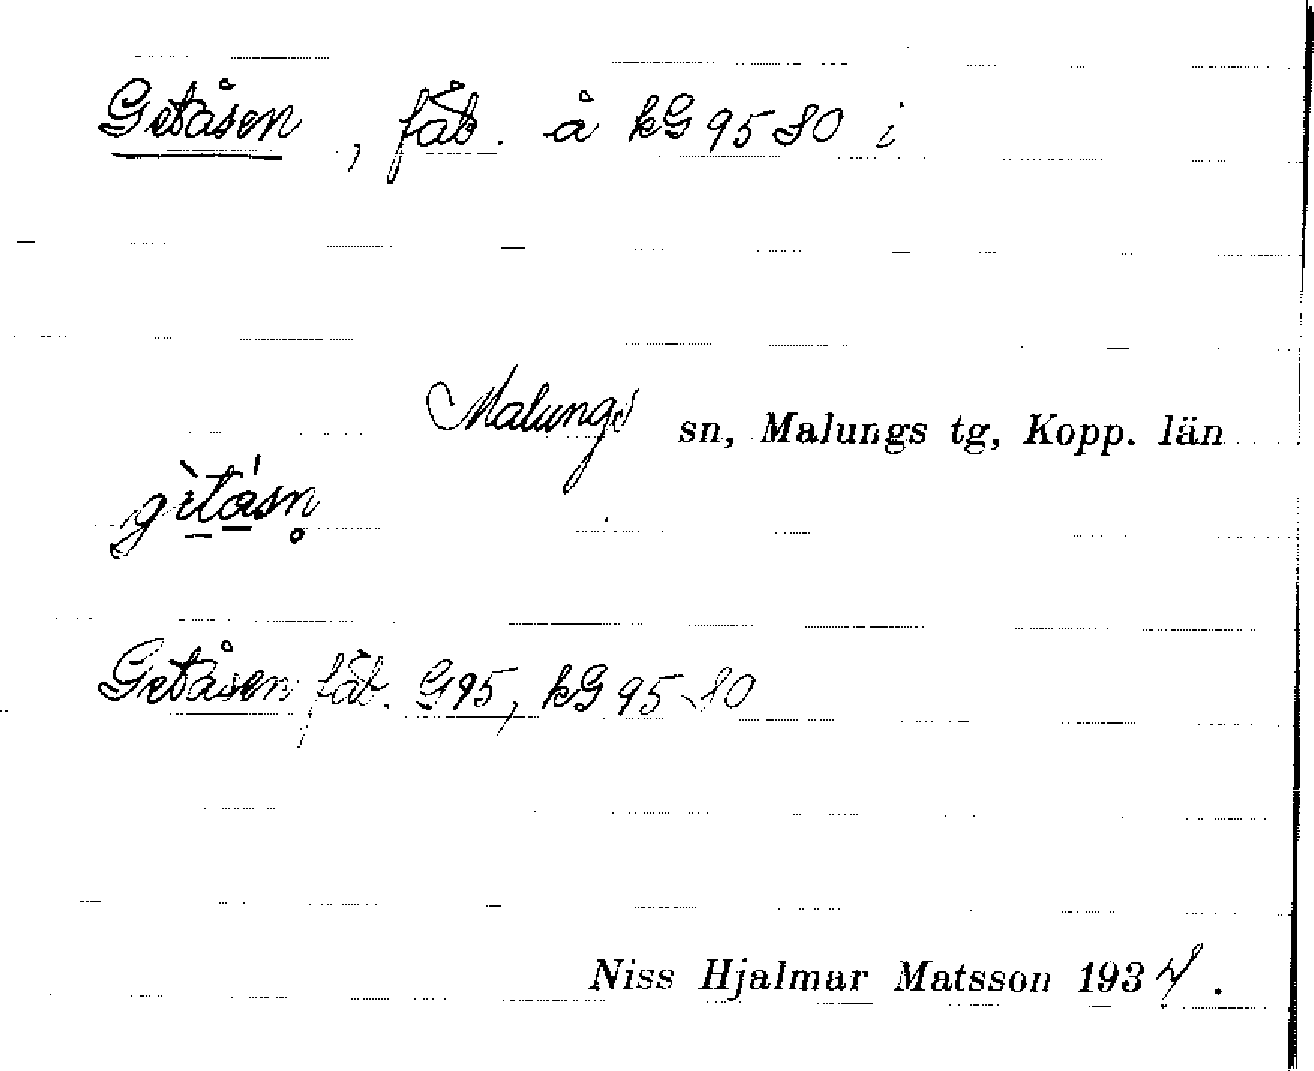 Getåsen, fäb. å kG 95 80 i
Malungs sn, Malungs tg, Kopp. län
Getåsen, fäb. G95, kG 95 80
Niss Hjalmar Matsson 1934.